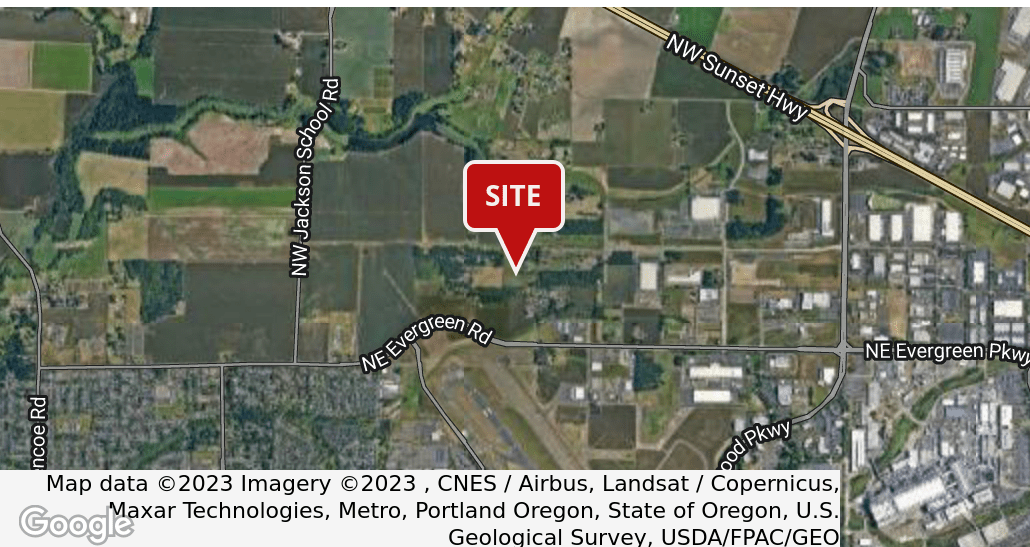 NW Sunset Hwy
NW Jackson School Rd
SITE
NE Evergreen Rd
NE Evergreen Pkwy
ncoe Rd
ood Pkwy
Map data ©2023 Imagery ©2023 , CNES / Airbus, Landsat / Copernicus,
Maxar Technologies, Metro, Portland Oregon, State of Oregon, U.S.
Geological Survey, USDA/FPAC/GEO
Google